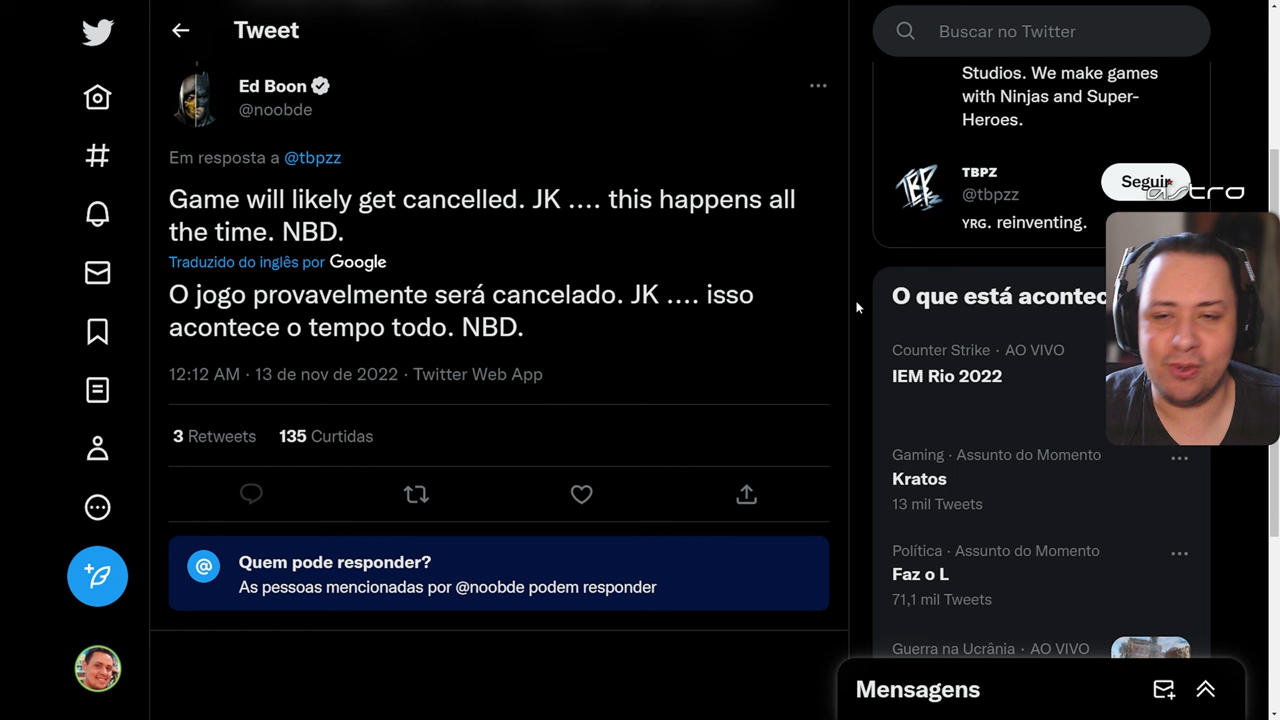 Tweet
Ed Boon
@noobde
Em resposta a @tbpzz
Game will likely get cancelled. JK .... this happens all
the time. NBD.
Traduzido do inglês por Google
O jogo provavelmente será cancelado. JK .... isso
acontece o tempo todo. NBD.
12:12 AM · 13 de nov de 2022 · Twitter Web App
3 Retweets 135 Curtidas
@
Quem pode responder?
As pessoas mencionadas por @noobde podem responder
Buscar no Twitter
Studios. We make games
with Ninjas and Super-
Heroes.
TBPZ
@tbpzz
Seguir
YRG. reinventing.
astro
O que está acontec
Counter Strike · AO VIVO
IEM Rio 2022
Gaming · Assunto do Momento
Kratos
13 mil Tweets
Política · Assunto do Momento
Faz o L
71,1 mil Tweets
Guerra na Ucrânia · AO VIVO
Mensagens